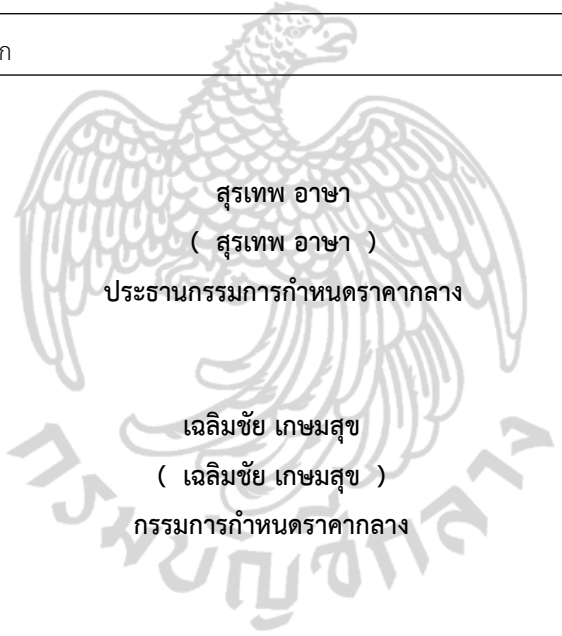 ก
สุรเทพ อาษา
( สุรเทพ อาษา )
ประธานกรรมการกำหนดราคากลาง
เฉลิมชัย เกษมสุข
( เฉลิมชัย เกษมสุข )
กรรมการกำหนดราคากลาง
กรมบัญชีกลาง